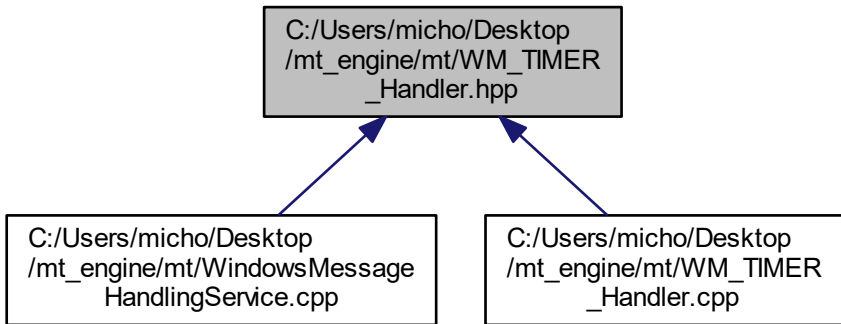 C:/Users/micho/Desktop
/mt_engine/mt/WM_TIMER
_Handler.hpp
C:/Users/micho/Desktop
/mt_engine/mt/WindowsMessage
HandlingService.cpp
C:/Users/micho/Desktop
/mt_engine/mt/WM_TIMER
_Handler.cpp